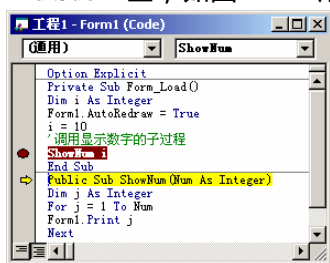 工程1 - Form1 (Code)
(通用)
ShowNum
Option Explicit
Private Sub Form_Load()
Dim i As Integer
Form1.AutoRedraw = True
i = 10
'调用显示数字的子过程
ShowNum i
End Sub
Public Sub ShowNum(Num As Integer)
Dim j As Integer
For j = 1 To Num
Form1.Print j
Next